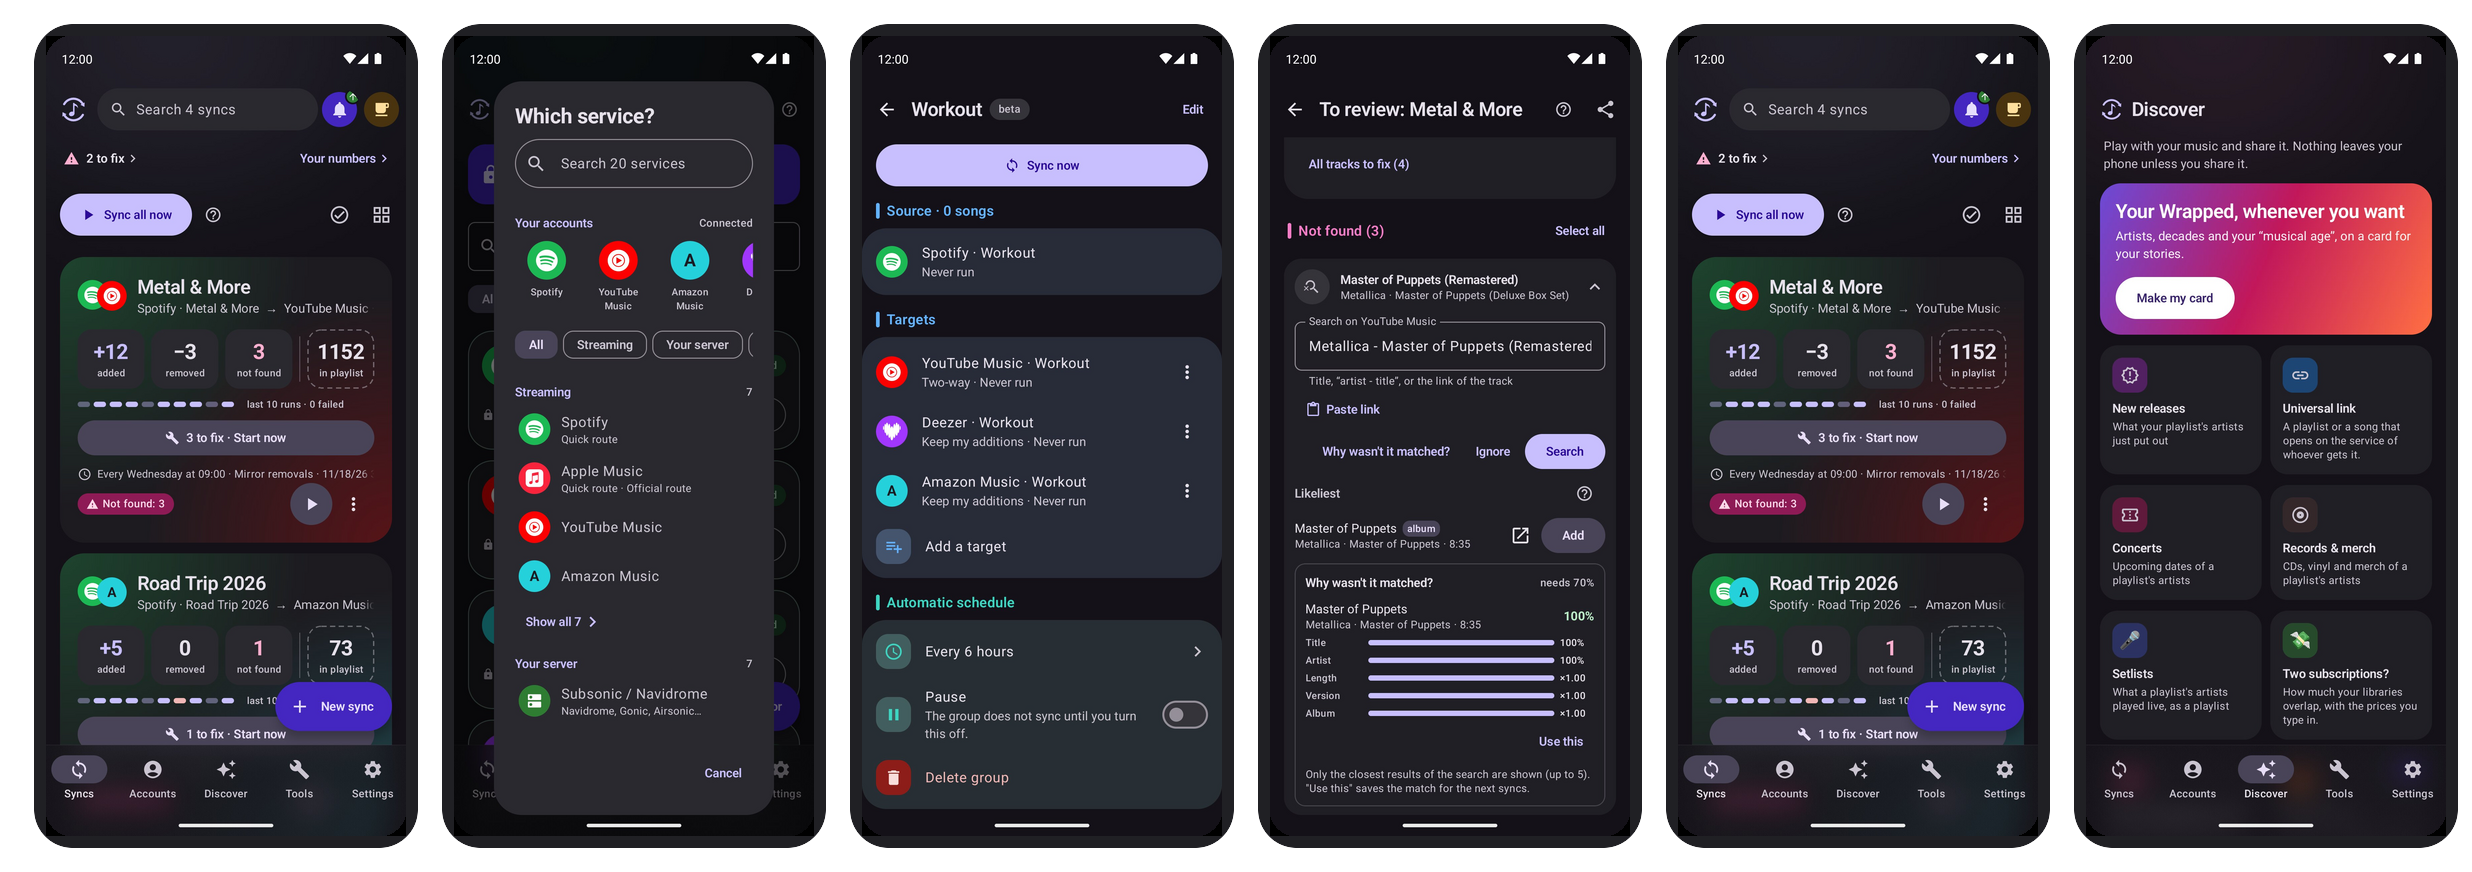 12:00
Search 4 syncs
2 to fix
Your numbers
Sync all now
Metal & More
Spotify · Metal & More → YouTube Music
+12
added
−3
removed
3
not found
1152
in playlist
last 10 runs · 0 failed
3 to fix · Start now
Every Wednesday at 09:00 · Mirror removals · 11/18/26
Not found: 3
Road Trip 2026
Spotify · Road Trip 2026 → Amazon Music
+5
added
0
removed
1
not found
73
in playlist
last 10
New sync
1 to fix · Start now
Syncs
Accounts
Discover
Tools
Settings
12:00
Which service?
Search 20 services
Your accounts
Connected
Spotify
YouTube
Music
A
Amazon
Music
D
All
Streaming
Your server
Streaming
7
Spotify
Quick route
Apple Music
Quick route · Official route
YouTube Music
A
Amazon Music
Show all 7
Your server
7
Subsonic / Navidrome
Navidrome, Gonic, Airsonic...
Cancel
12:00
Workout
beta
Edit
Sync now
Source · 0 songs
Spotify · Workout
Never run
Targets
YouTube Music · Workout
Two-way · Never run
Deezer · Workout
Keep my additions · Never run
A
Amazon Music · Workout
Keep my additions · Never run
Add a target
Automatic schedule
Every 6 hours
Pause
The group does not sync until you turn
this off.
Delete group
12:00
To review: Metal & More
All tracks to fix (4)
Not found (3)
Select all
Master of Puppets (Remastered)
Metallica · Master of Puppets (Deluxe Box Set)
Search on YouTube Music
Metallica - Master of Puppets (Remastered
Title, “artist - title”, or the link of the track
Paste link
Why wasn't it matched?
Ignore
Search
Likeliest
Master of Puppets
album
Metallica · Master of Puppets · 8:35
Add
Why wasn't it matched?
needs 70%
Master of Puppets
Metallica · Master of Puppets · 8:35
100%
Title
100%
Artist
100%
Length
×1.00
Version
×1.00
Album
×1.00
Use this
Only the closest results of the search are shown (up to 5).
"Use this" saves the match for the next syncs.
12:00
Search 4 syncs
2 to fix
Your numbers
Sync all now
Metal & More
Spotify · Metal & More → YouTube Music
+12
added
−3
removed
3
not found
1152
in playlist
last 10 runs · 0 failed
3 to fix · Start now
Every Wednesday at 09:00 · Mirror removals · 11/18/26
Not found: 3
A
Road Trip 2026
Spotify · Road Trip 2026 → Amazon Music
+5
added
0
removed
1
not found
73
in playlist
last 10
New sync
1 to fix · Start now
Syncs
Accounts
Discover
Tools
Settings
12:00
Discover
Play with your music and share it. Nothing leaves your
phone unless you share it.
Your Wrapped, whenever you want
Artists, decades and your “musical age”, on a card for
your stories.
Make my card
New releases
What your playlist's artists
just put out
Universal link
A playlist or a song that
opens on the service of
whoever gets it.
Concerts
Upcoming dates of a
playlist's artists
Records & merch
CDs, vinyl and merch of a
playlist's artists
Setlists
What a playlist's artists
played live, as a playlist
Two subscriptions?
How much your libraries
overlap, with the prices you
type in.
Syncs
Accounts
Discover
Tools
Settings